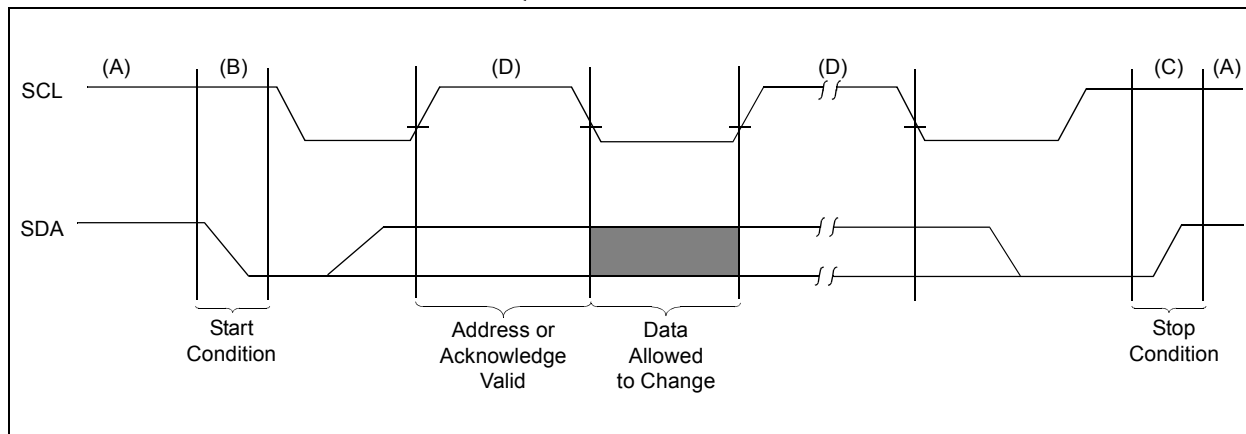 (A) (B) (D) (D) (C) (A)
SCL
SDA
Start
Condition
Address or
Acknowledge
Valid
Data
Allowed
to Change
Stop
Condition